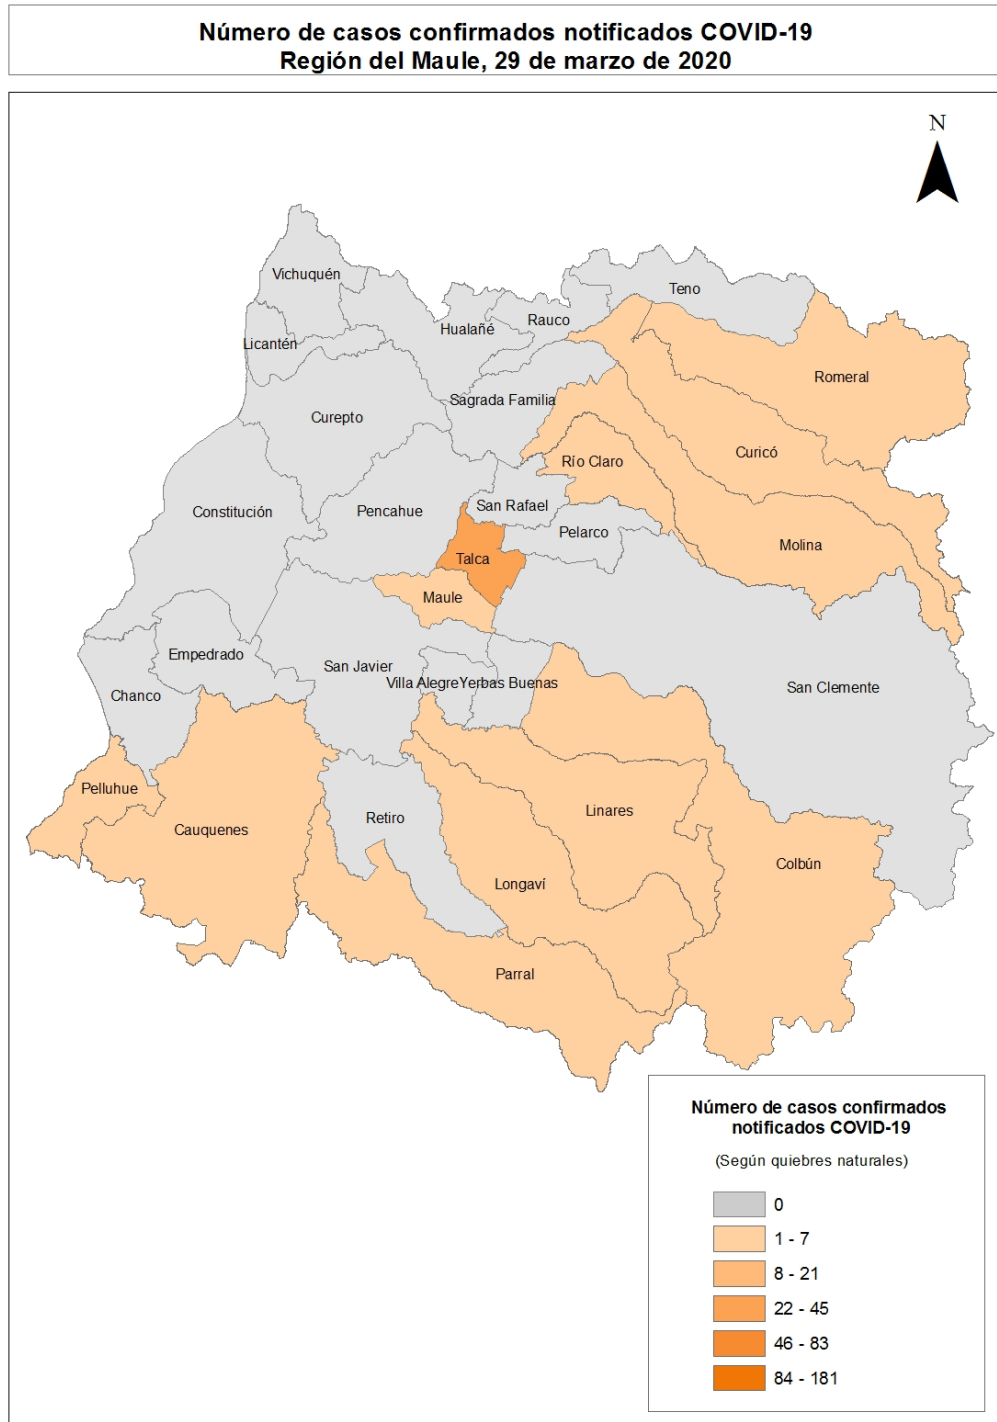 Número de casos confirmados notificados COVID-19
Región del Maule, 29 de marzo de 2020
N
Vichuquén
Teno
Rauco
Hualañé
Licantén
Romeral
Sagrada Familia
Curepto
Curicó
Río Claro
San Rafael
Constitución
Pencahue
Pelarco
Molina
Talca
Maule
Empedrado
San Javier
Villa Alegre
Yerbas Buenas
San Clemente
Chanco
Pelluhue
Linares
Retiro
Cauquenes
Colbún
Longaví
Parral
Número de casos confirmados
notificados COVID-19
(Según quiebres naturales)
0
1 - 7
8 - 21
22 - 45
46 - 83
84 - 181